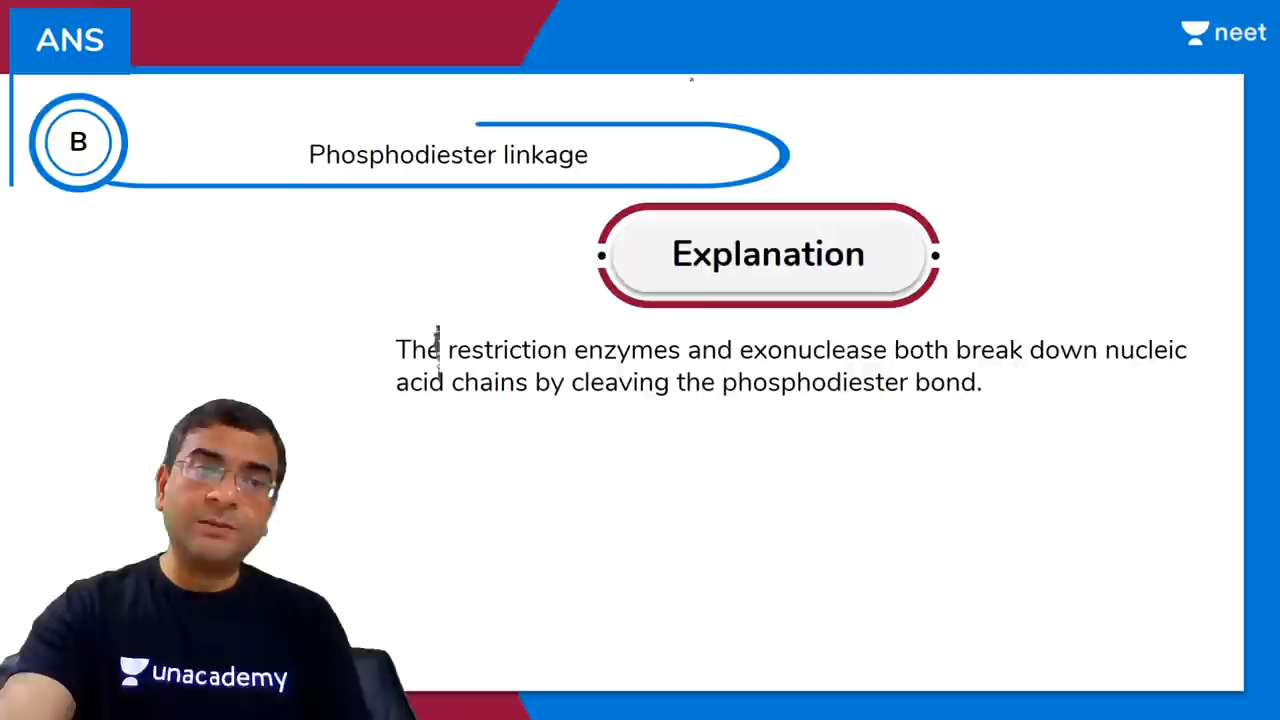 ANS
neet
B
Phosphodiester linkage
Explanation
The restriction enzymes and exonuclease both break down nucleic
acid chains by cleaving the phosphodiester bond.
unacademy